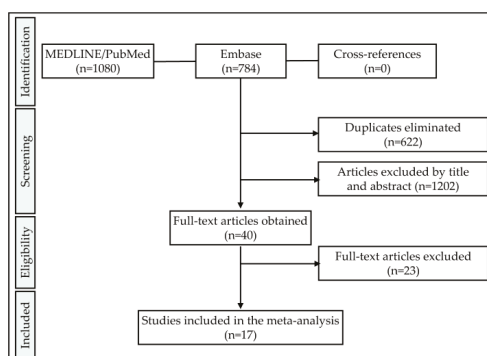 Identification
MEDLINE/PubMed
(n=1080)
Embase
(n=784)
Cross-references
(n=0)
Screening
Duplicates eliminated
(n=622)
Articles excluded by title
and abstract (n=1202)
Eligibility
Full-text articles obtained
(n=40)
Full-text articles excluded
(n=23)
Included
Studies included in the meta-analysis
(n=17)